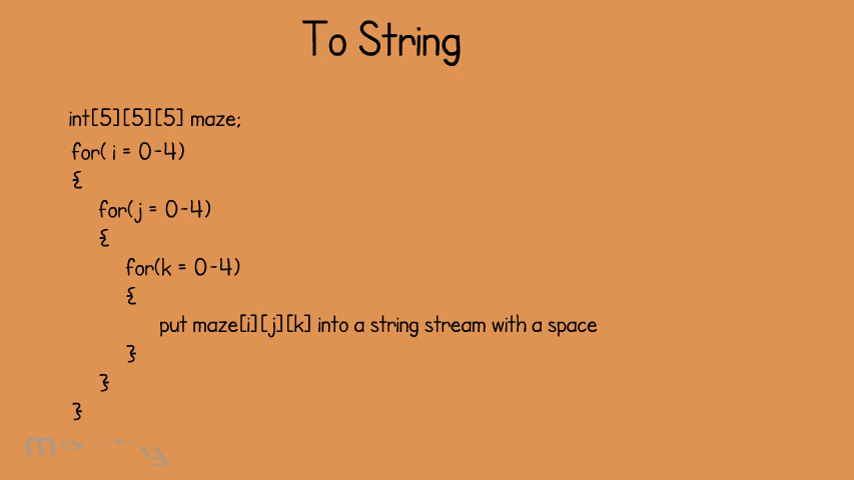 To String
int[5][5][5] maze;
for( i = 0-4)
{
for(j = 0-4)
{
for(k = 0-4)
{
put maze[i][j][k] into a string stream with a space
}
}
}